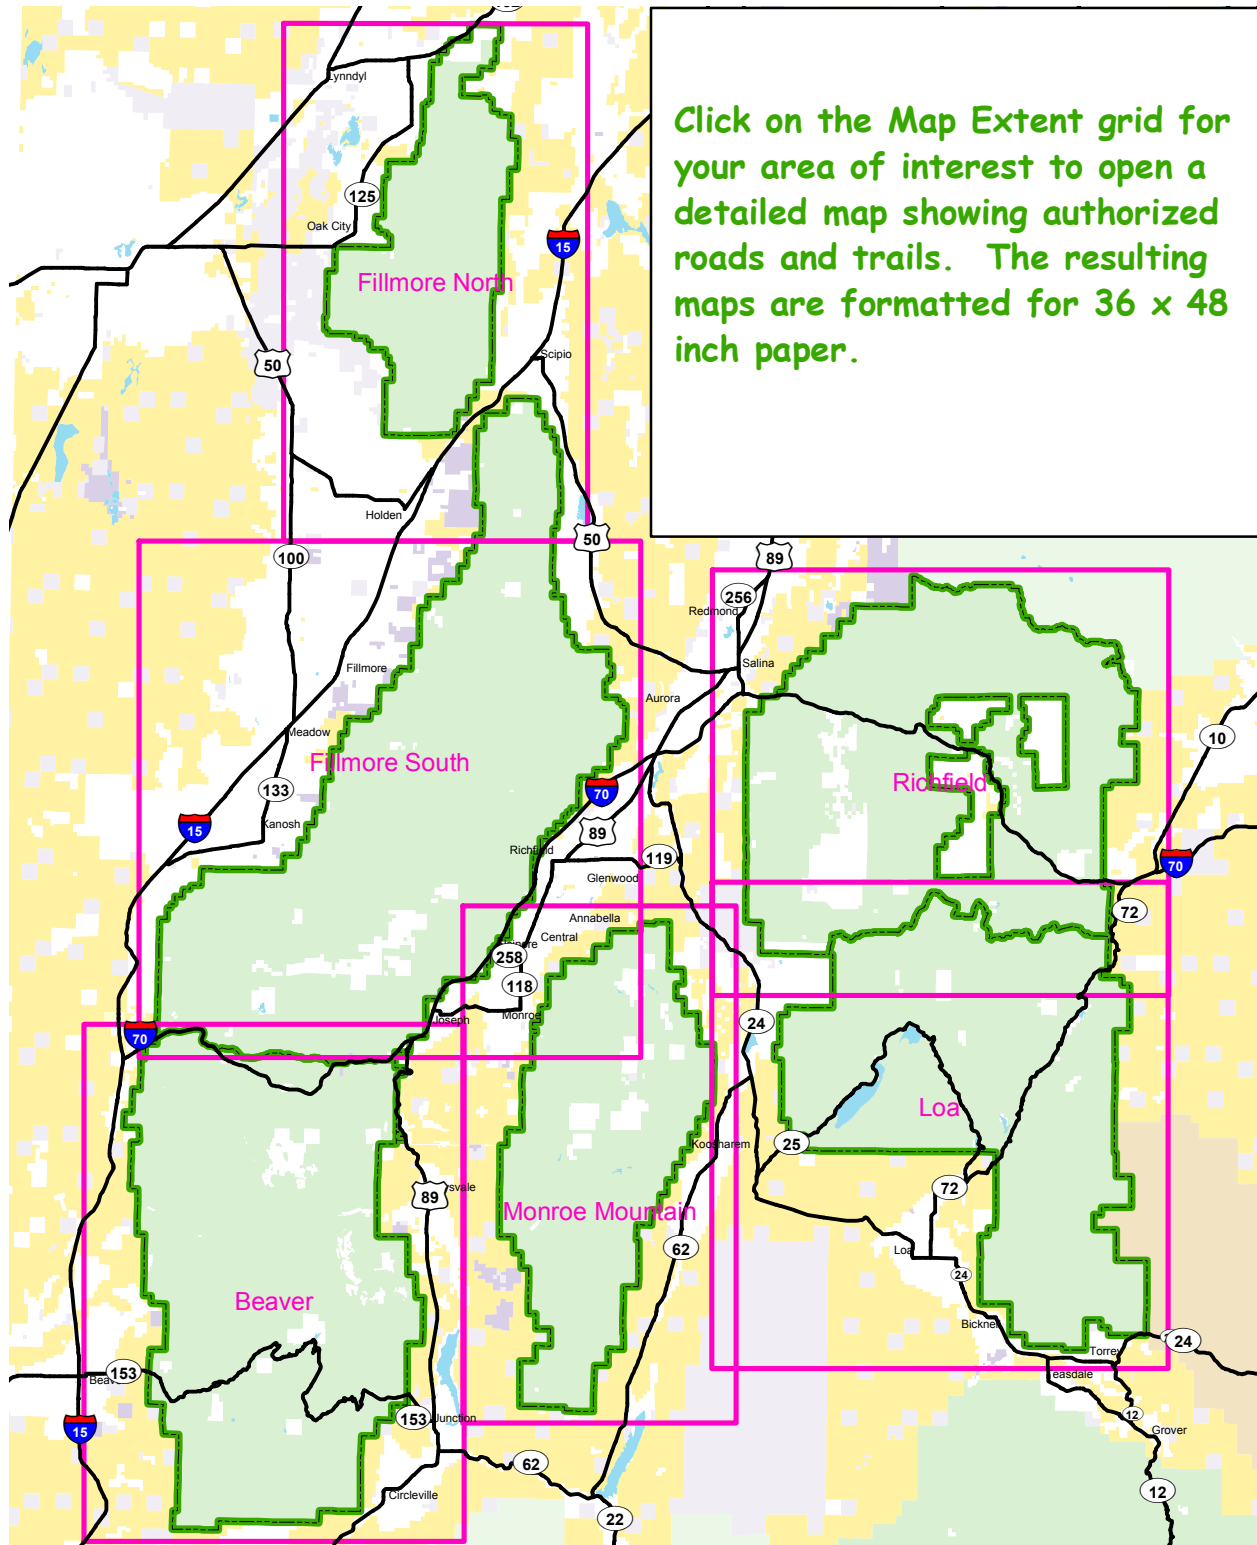 Click on the Map Extent grid for
your area of interest to open a
detailed map showing authorized
roads and trails. The resulting
maps are formatted for 36 x 48
inch paper.
Lynndyl
125
Oak City
15
Fillmore North
Scipio
50
Holden
50
100
89
256
Redmond
Salina
Fillmore
Aurora
Meadow
10
Fillmore South
Richfield
70
133
15
Kanosh
89
Richfield
119
70
Glenwood
72
Annabella
Central
258
118
Joseph
Monroe
24
70
Loa
25
Koosharem
72
89
Monroe Mountain
62
Loa
24
Beaver
Bicknell
24
Torrey
153
Teasdale
153
Junction
12
15
Grover
62
12
Circleville
22